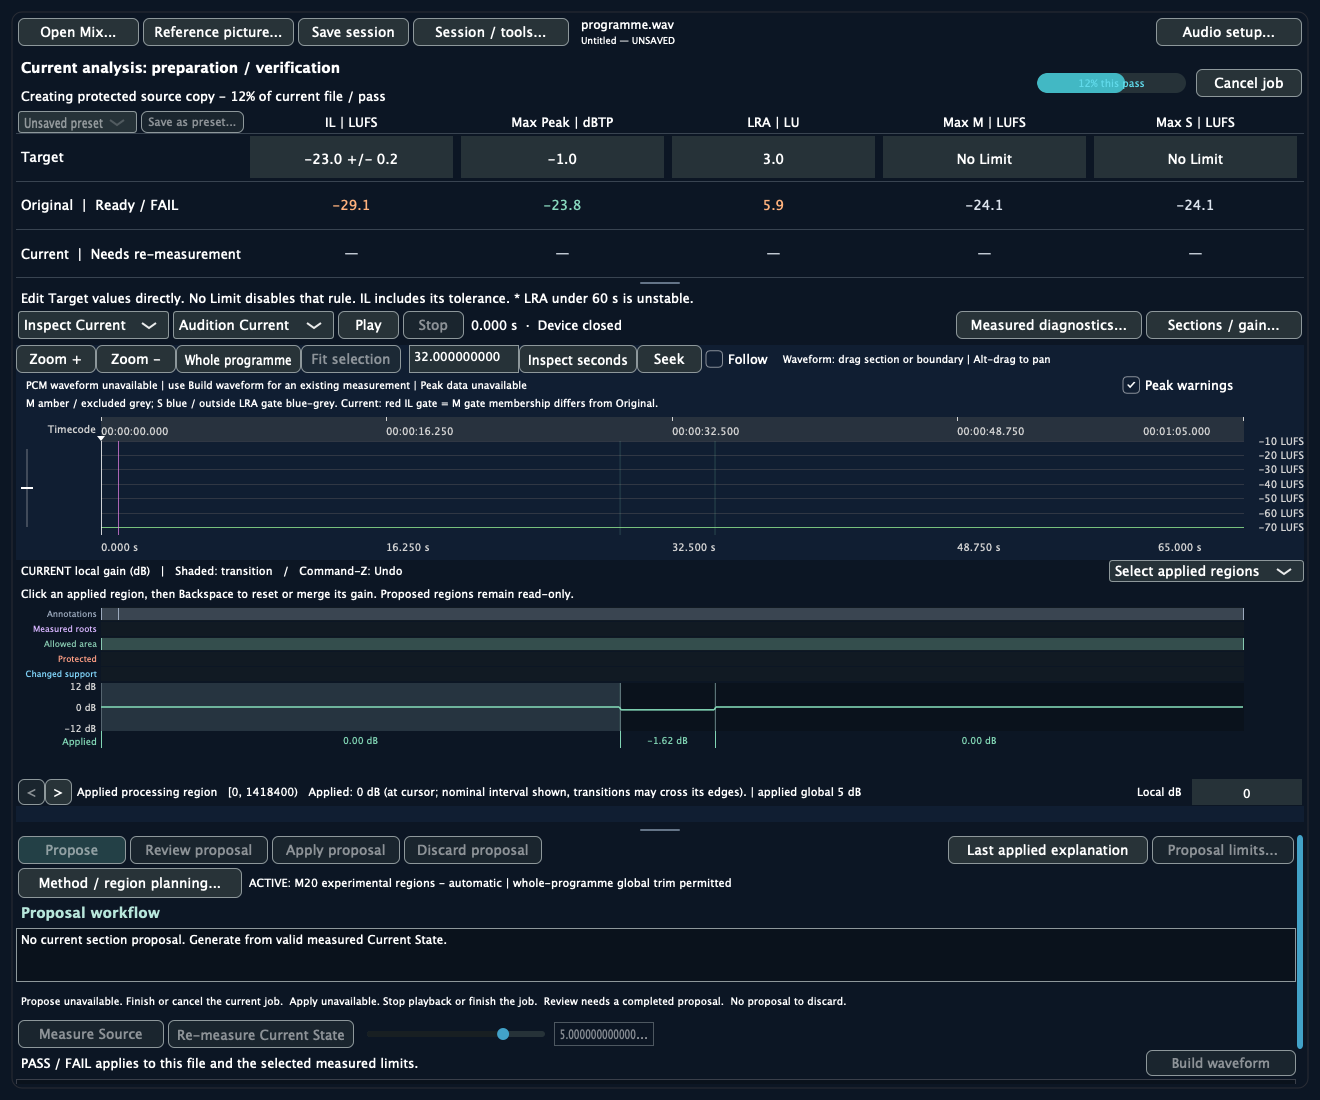 Open Mix... Reference picture... Save session Session / tools... programme.wav Audio setup...
Untitled — UNSAVED
Current analysis: preparation / verification
12% this pass Cancel job
Creating protected source copy – 12% of current file / pass
Unsaved preset Save as preset... IL | LUFS Max Peak | dBTP LRA | LU Max M | LUFS Max S | LUFS
Target -23.0 +/- 0.2 -1.0 3.0 No Limit No Limit
Original | Ready / FAIL -29.1 -23.8 5.9 -24.1 -24.1
Current | Needs re-measurement — — — — —
Edit Target values directly. No Limit disables that rule. IL includes its tolerance. * LRA under 60 s is unstable.
Inspect Current Audition Current Play Stop 0.000 s · Device closed Measured diagnostics... Sections / gain...
Zoom + Zoom – Whole programme Fit selection 32.000000000 Inspect seconds Seek Follow Waveform: drag section or boundary | Alt-drag to pan
PCM waveform unavailable | use Build waveform for an existing measurement | Peak data unavailable Peak warnings
M amber / excluded grey; S blue / outside LRA gate blue-grey. Current: red IL gate = M gate membership differs from Original.
Timecode 00:00:00.000 00:00:16.250 00:00:32.500 00:00:48.750 00:01:05.000
-10 LUFS
-20 LUFS
-30 LUFS
-40 LUFS
-50 LUFS
-60 LUFS
-70 LUFS
0.000 s 16.250 s 32.500 s 48.750 s 65.000 s
CURRENT local gain (dB) | Shaded: transition / Command-Z: Undo Select applied regions
Click an applied region, then Backspace to reset or merge its gain. Proposed regions remain read-only.
Annotations
Measured roots
Allowed area
Protected
Changed support
12 dB
0 dB
-12 dB
Applied 0.00 dB -1.62 dB 0.00 dB
< > Applied processing region [0, 1418400) Applied: 0 dB (at cursor; nominal interval shown, transitions may cross its edges). | applied global 5 dB Local dB 0
Propose Review proposal Apply proposal Discard proposal Last applied explanation Proposal limits...
Method / region planning... ACTIVE: M20 experimental regions – automatic | whole-programme global trim permitted
Proposal workflow
No current section proposal. Generate from valid measured Current State.
Propose unavailable. Finish or cancel the current job. Apply unavailable. Stop playback or finish the job. Review needs a completed proposal. No proposal to discard.
Measure Source Re-measure Current State 5.000000000000...
PASS / FAIL applies to this file and the selected measured limits. Build waveform